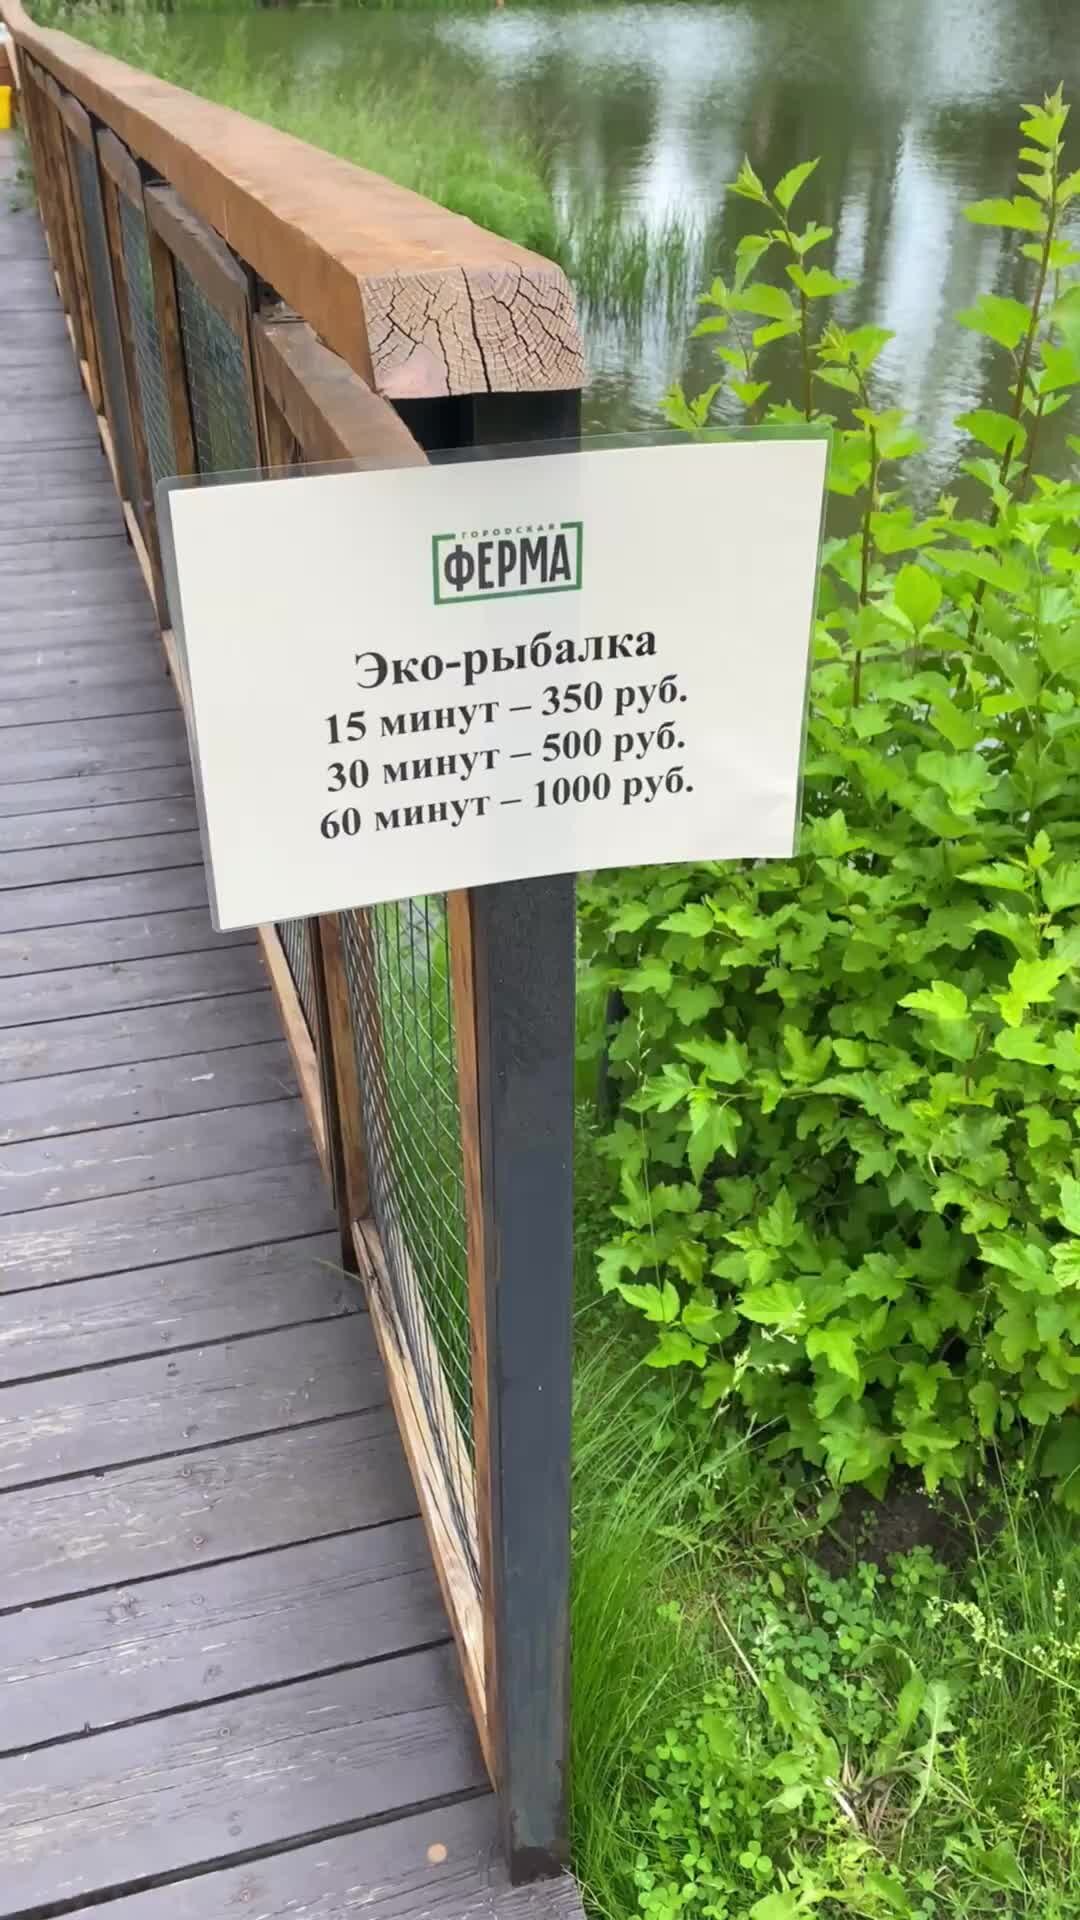 ГОРОДСКАЯ
ФЕРМА
Эко-рыбалка
15 минут – 350 руб.
30 минут – 500 руб.
60 минут – 1000 руб.